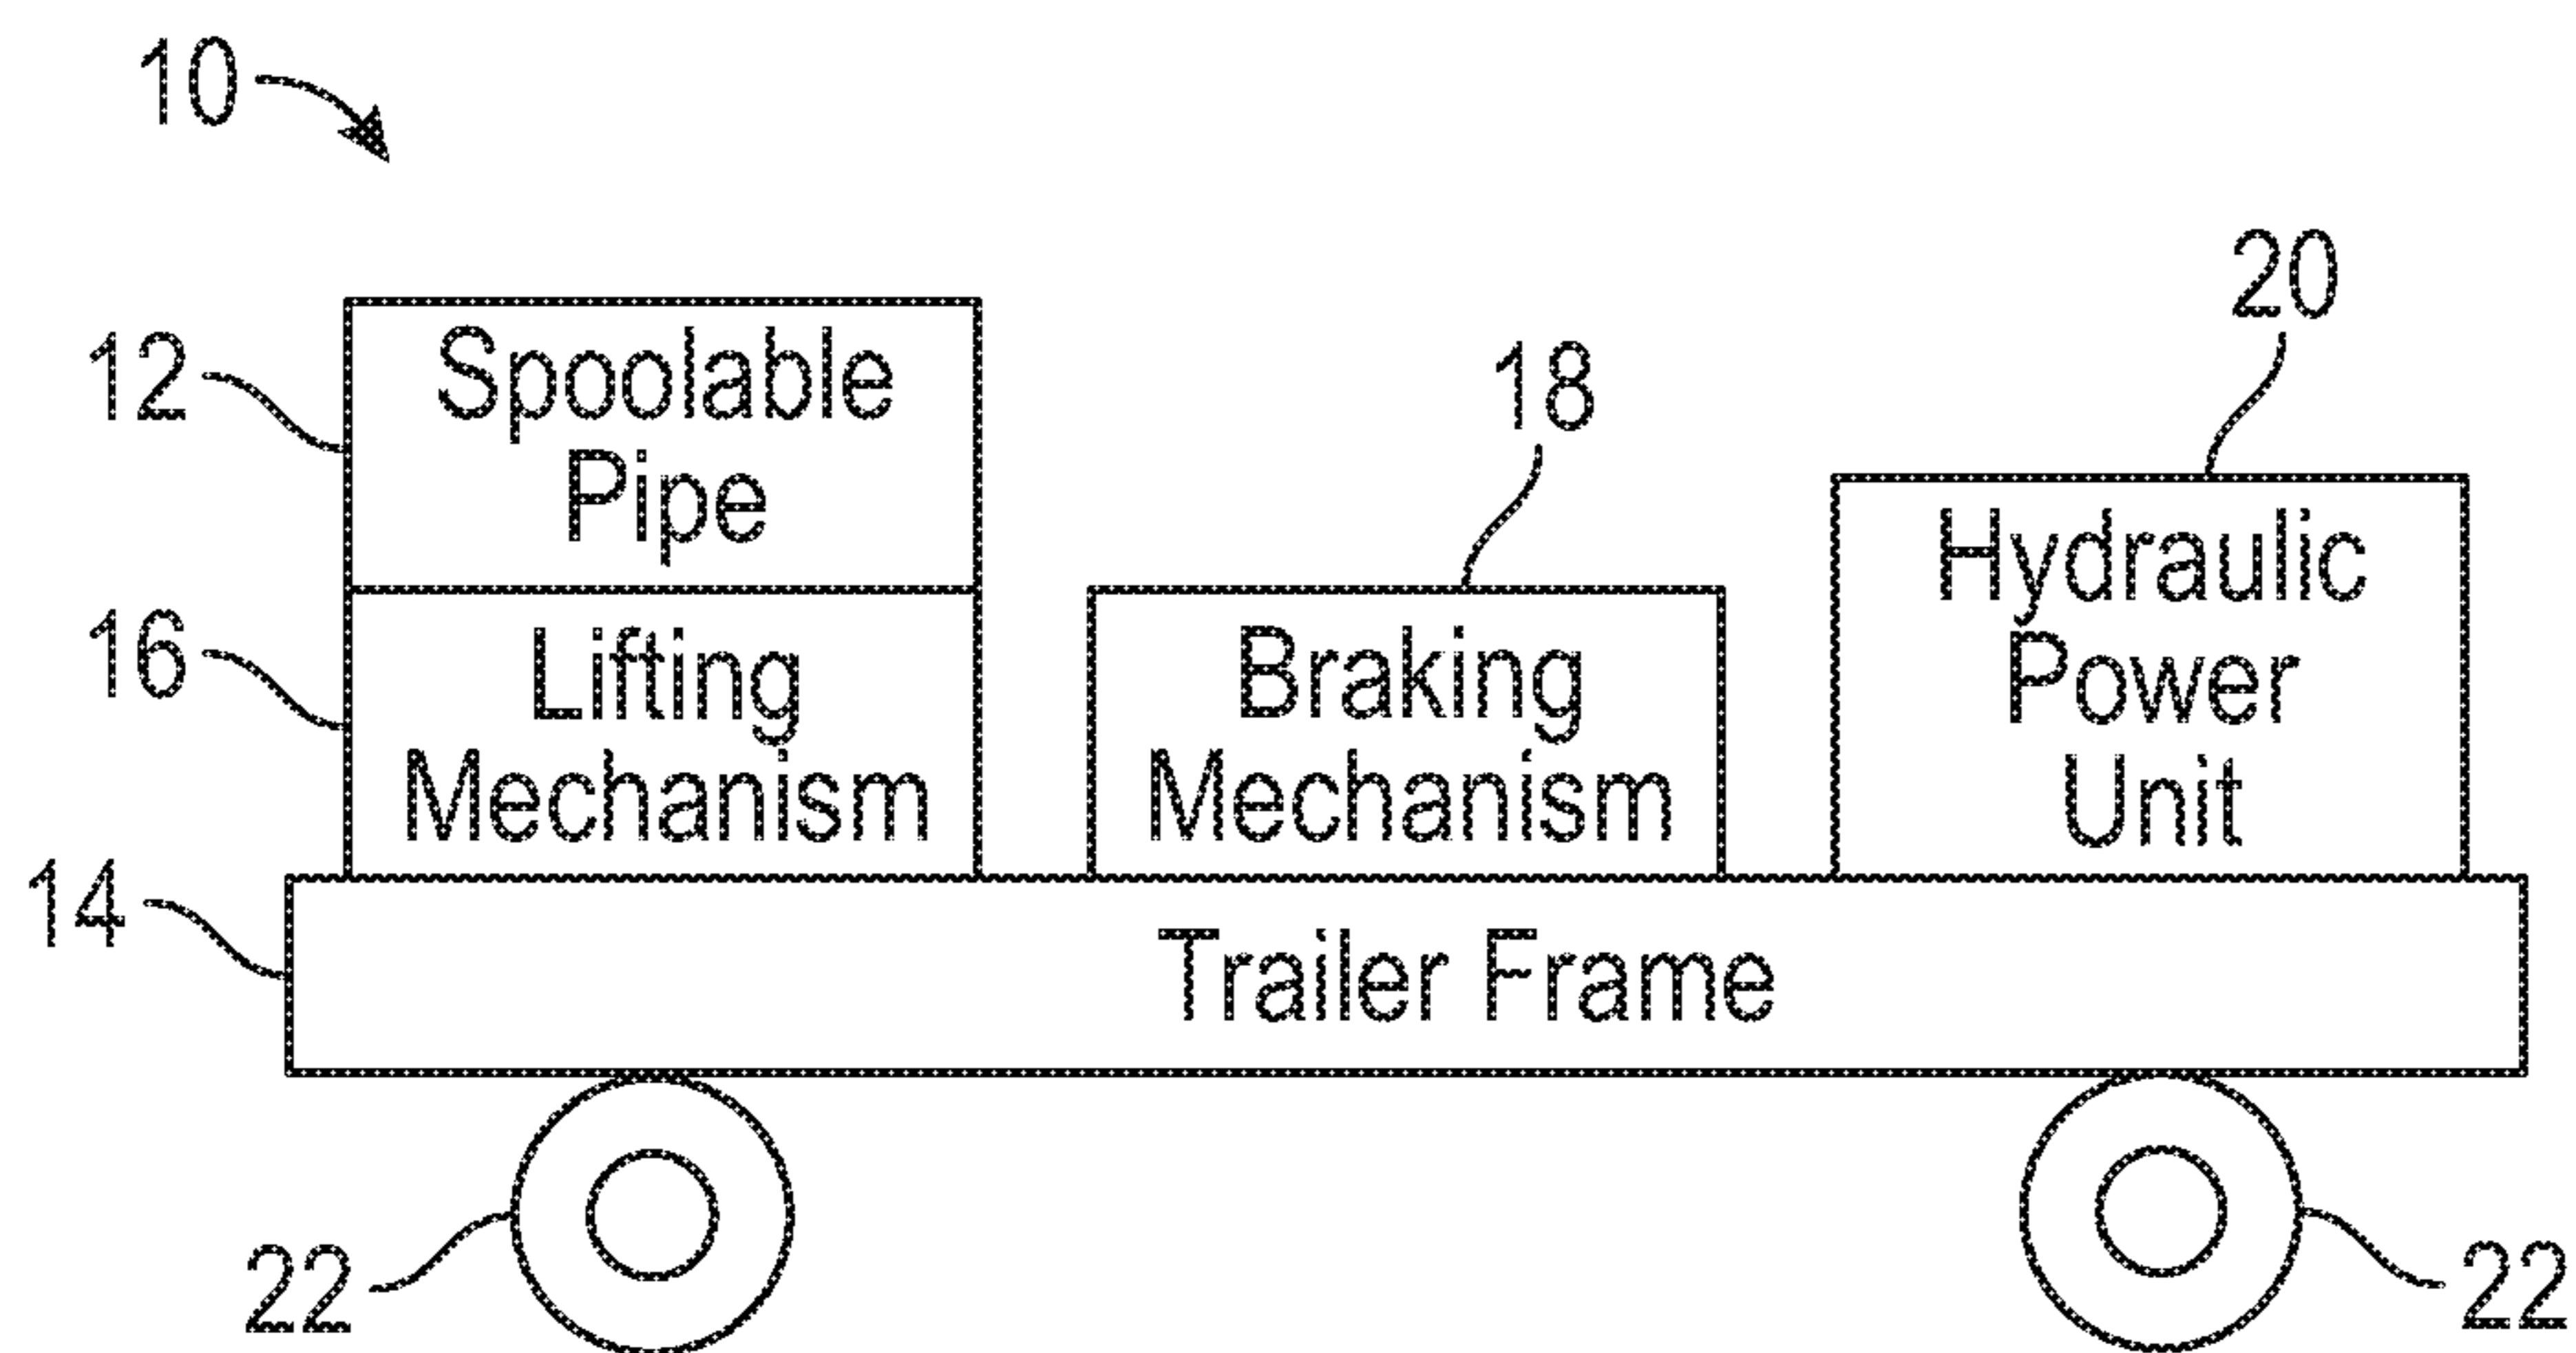 10
20
12
Spoolable
Pipe
18
Hydraulic
Power
Unit
16
Lifting
Mechanism
Braking
Mechanism
14
Trailer Frame
22
22